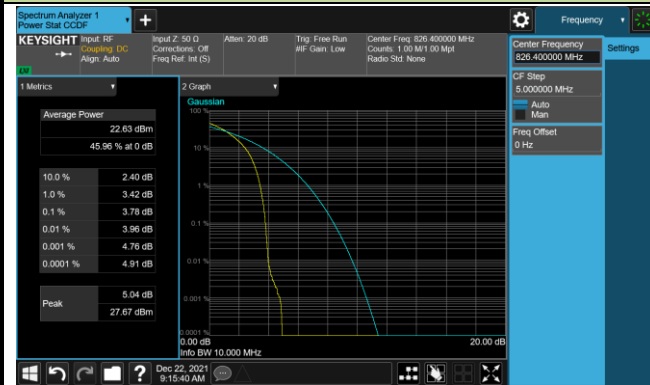 Spectrum Analyzer 1
Power Stat CCDF
Frequency
KEYSIGHT
Input: RF
Coupling: DC
Align: Auto
Input Z: 50 Ω
Corrections: Off
Freq Ref: Int (S)
Atten: 20 dB
Trig: Free Run
#IF Gain: Low
Center Freq: 826.400000 MHz
Counts: 1.00 M/1.00 Mpt
Radio Std: None
Center Frequency
826.400000 MHz
Settings
CF Step
5.000000 MHz
Auto
Man
Freq Offset
0 Hz
1 Metrics
Average Power
22.63 dBm
45.96 % at 0 dB
10.0 % 2.40 dB
1.0 % 3.42 dB
0.1 % 3.78 dB
0.01 % 3.96 dB
0.001 % 4.76 dB
0.0001 % 4.91 dB
Peak
5.04 dB
27.67 dBm
2 Graph
Gaussian
100 %
10 %
1 %
0.1 %
0.01 %
0.001 %
0.0001 %
0.00 dB
20.00 dB
Info BW 10.000 MHz
Dec 22, 2021
9:15:40 AM